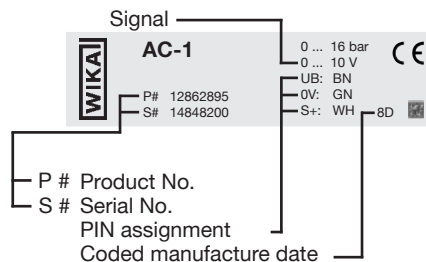 Signal
WIKA
AC-1
0 ... 16 bar
0 ... 10 V
CE
UB: BN
0V: GN
S+: WH
8D
P# 12862895
S# 14848200
P # Product No.
S # Serial No.
PIN assignment
Coded manufacture date